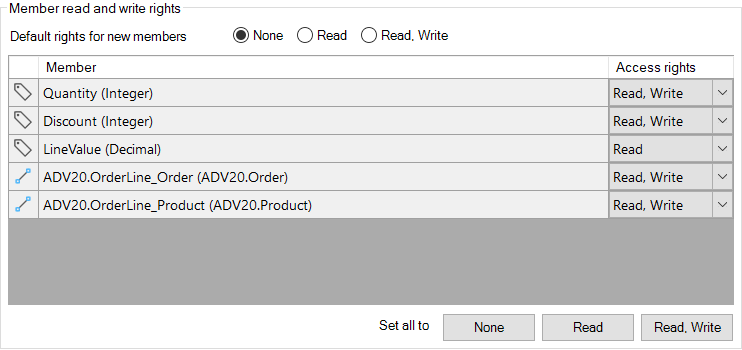 Member read and write rights
Default rights for new members None Read Read, Write
Member Access rights
Quantity (Integer) Read, Write
Discount (Integer) Read, Write
LineValue (Decimal) Read
ADV20.OrderLine_Order (ADV20.Order) Read, Write
ADV20.OrderLine_Product (ADV20.Product) Read, Write
Set all to None Read Read, Write